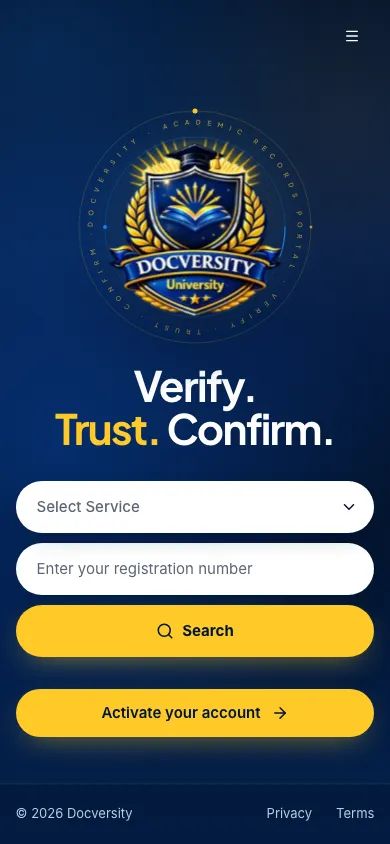 DOCVERSITY · ACADEMIC RECORDS PORTAL · VERIFY · TRUST · CONFIRM ·
DOCVERSITY
University
Verify.
Trust. Confirm.
Select Service
Enter your registration number
Search
Activate your account
© 2026 Docversity
Privacy
Terms